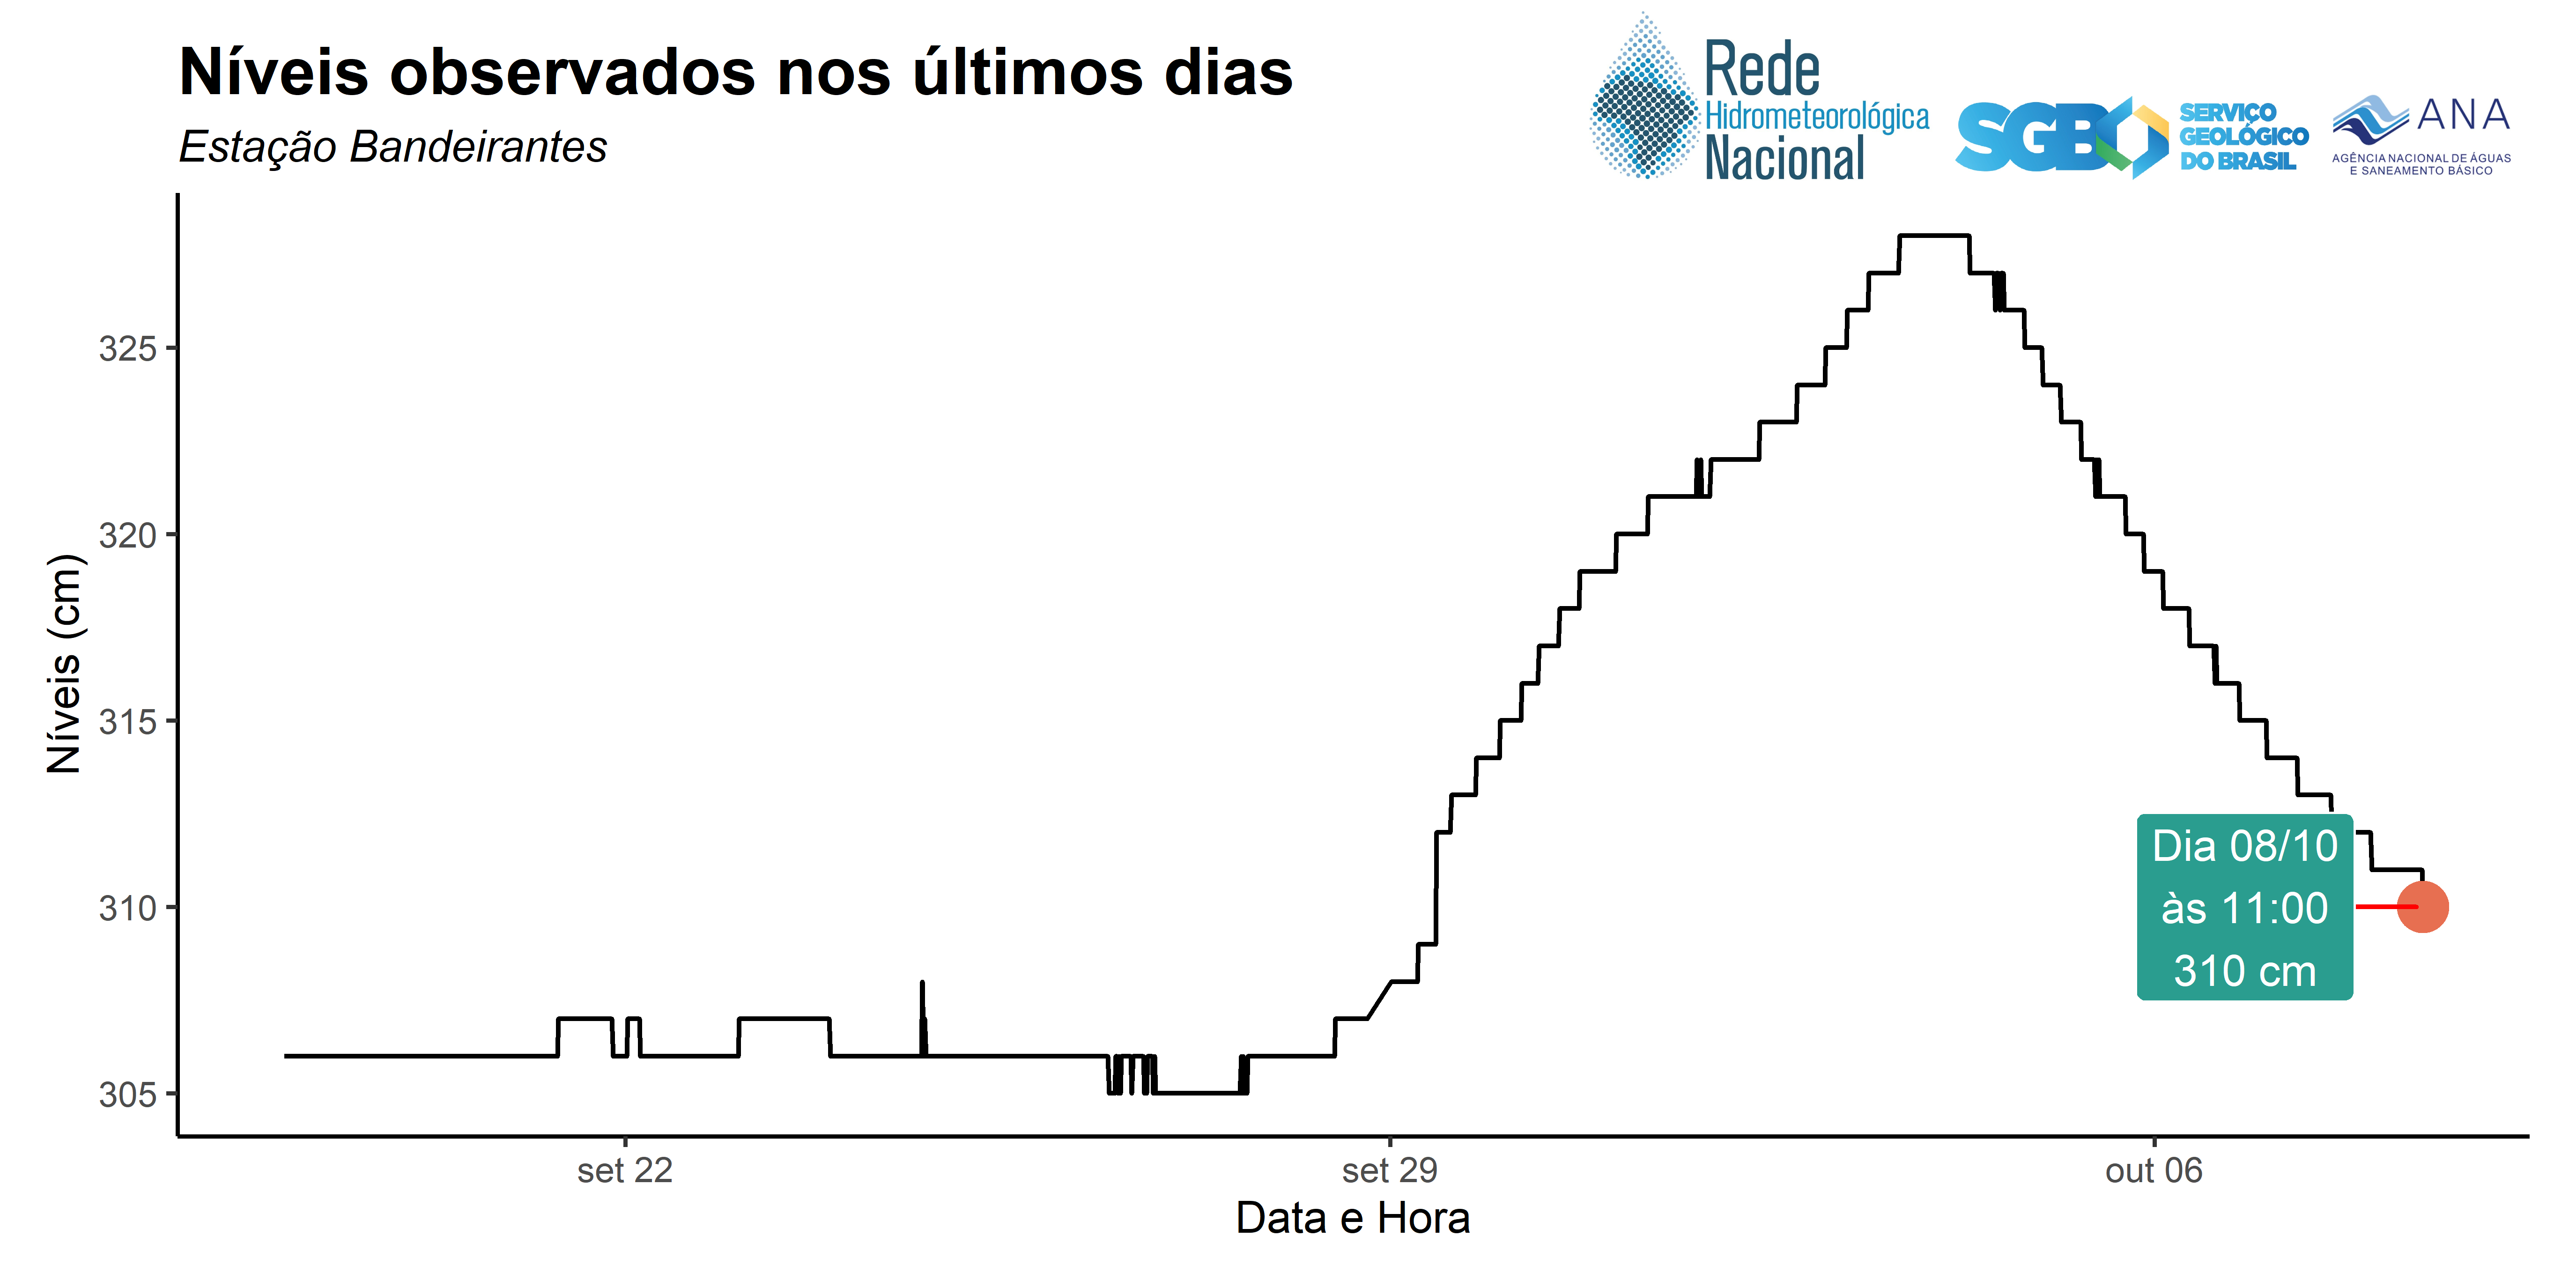 Níveis observados nos últimos dias
Estação Bandeirantes
Rede
Hidrometeorológica
Nacional
SGB
SERVIÇO
GEOLÓGICO
DO BRASIL
ANA
AGÊNCIA NACIONAL DE ÁGUAS
E SANEAMENTO BÁSICO
Níveis (cm)
325
320
315
310
305
Dia 08/10
às 11:00
310 cm
set 22
set 29
out 06
Data e Hora